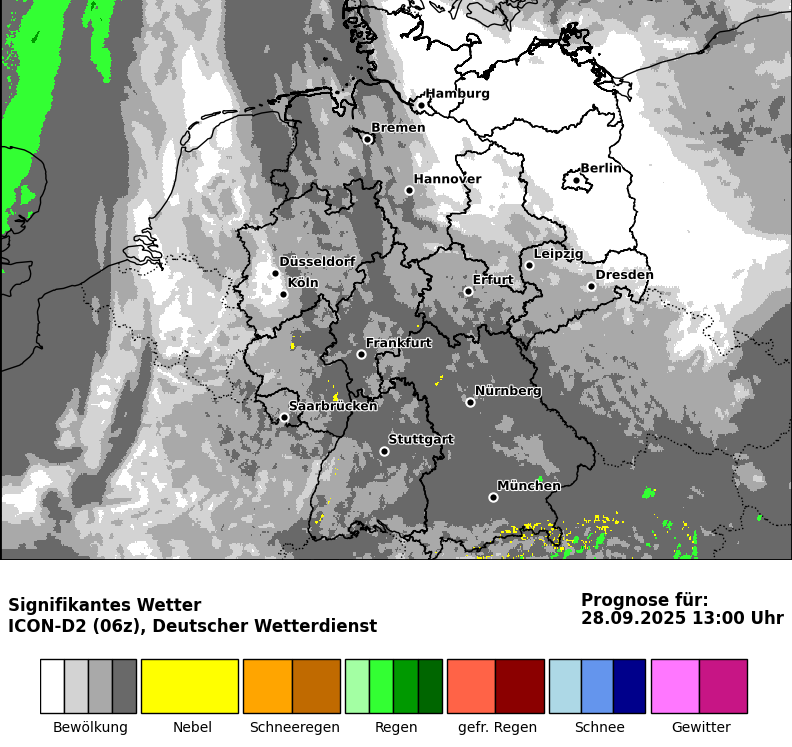 Hamburg
Bremen
Berlin
Hannover
Leipzig
Düsseldorf
Dresden
Erfurt
Köln
Frankfurt
Nürnberg
Saarbrücken
Stuttgart
München
Signifikantes Wetter
ICON-D2 (06z), Deutscher Wetterdienst
Prognose für:
28.09.2025 13:00 Uhr
Bewölkung Nebel Schneeregen Regen gefr. Regen Schnee Gewitter